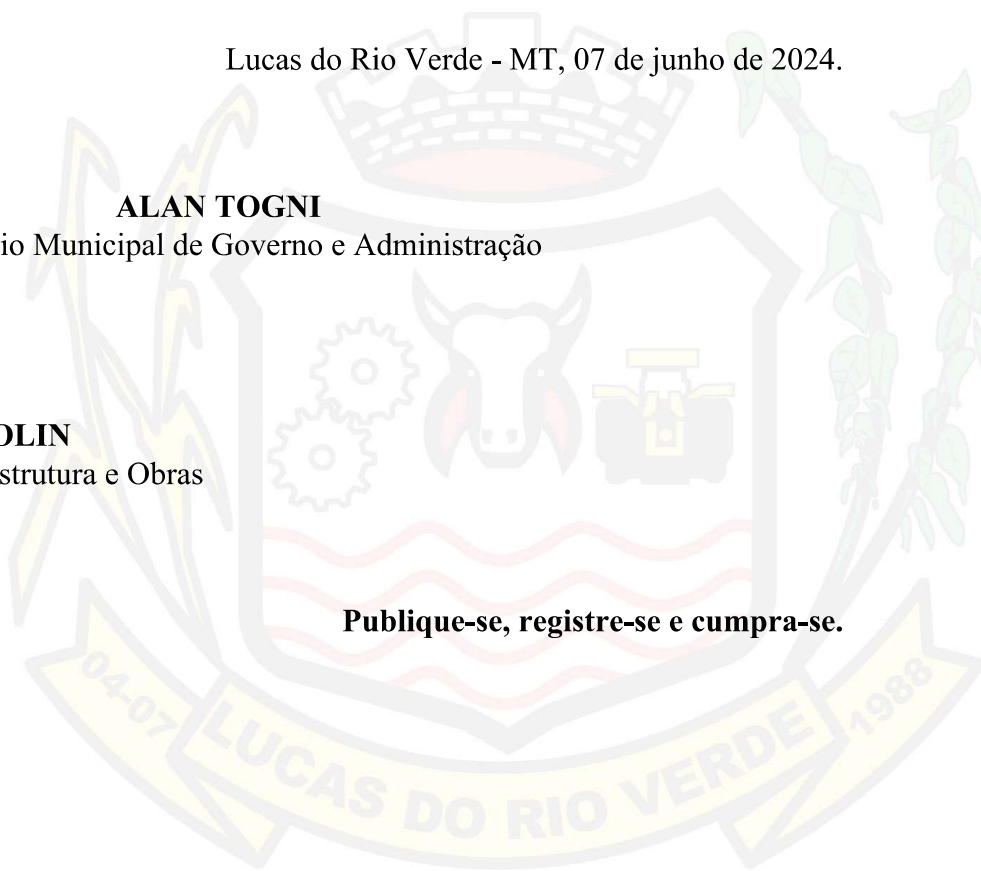 Lucas do Rio Verde - MT, 07 de junho de 2024.
ALAN TOGNI
io Municipal de Governo e Administração
OLIN
strutura e Obras
Publique-se, registre-se e cumpra-se.
04-07
LUCAS DO RIO VERDE
1988